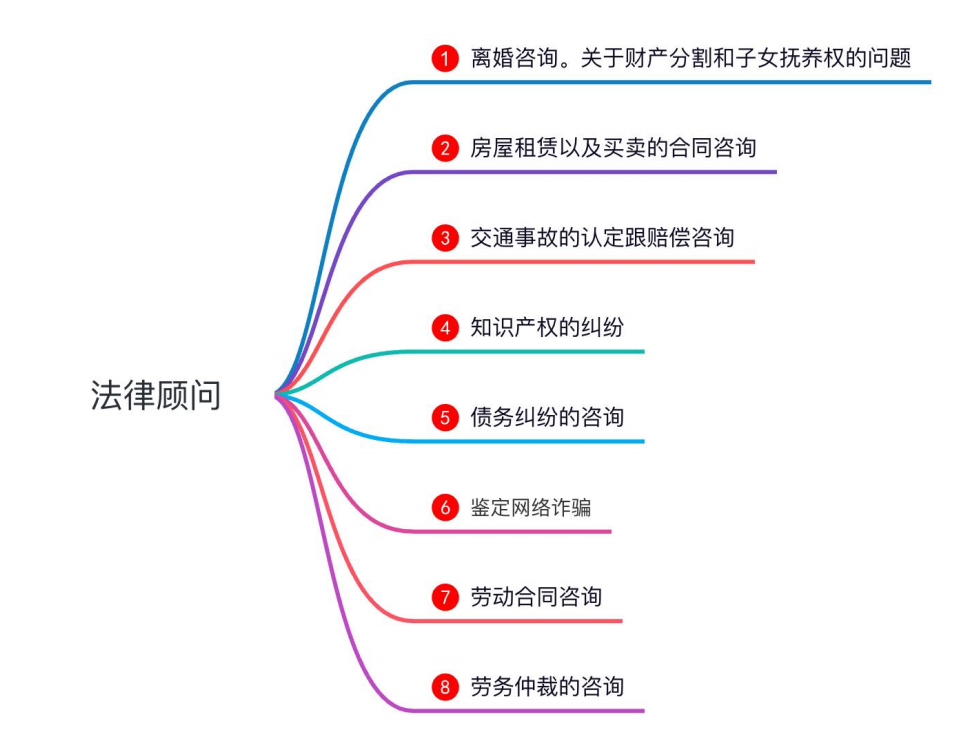 法律顾问
1 离婚咨询。关于财产分割和子女抚养权的问题
2 房屋租赁以及买卖的合同咨询
3 交通事故的认定跟赔偿咨询
4 知识产权的纠纷
5 债务纠纷的咨询
6 鉴定网络诈骗
7 劳动合同咨询
8 劳务仲裁的咨询